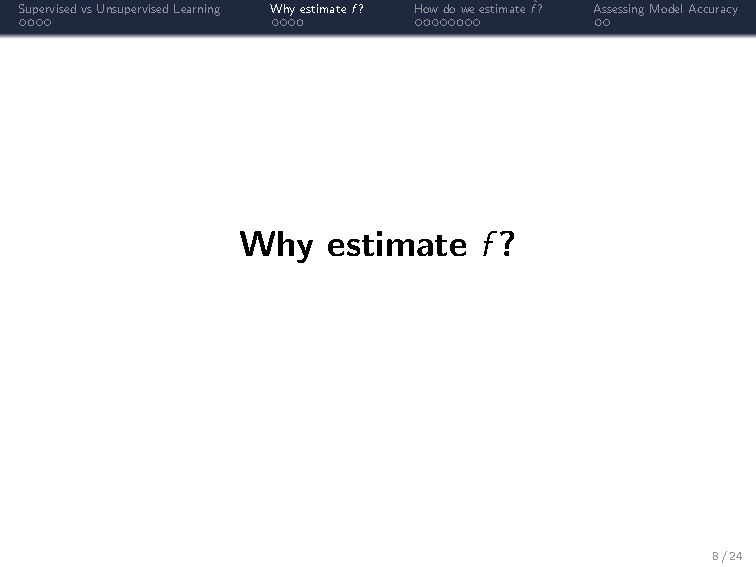 Supervised vs Unsupervised Learning Why estimate f? How do we estimate f̂? Assessing Model Accuracy
Why estimate f?
8 / 24